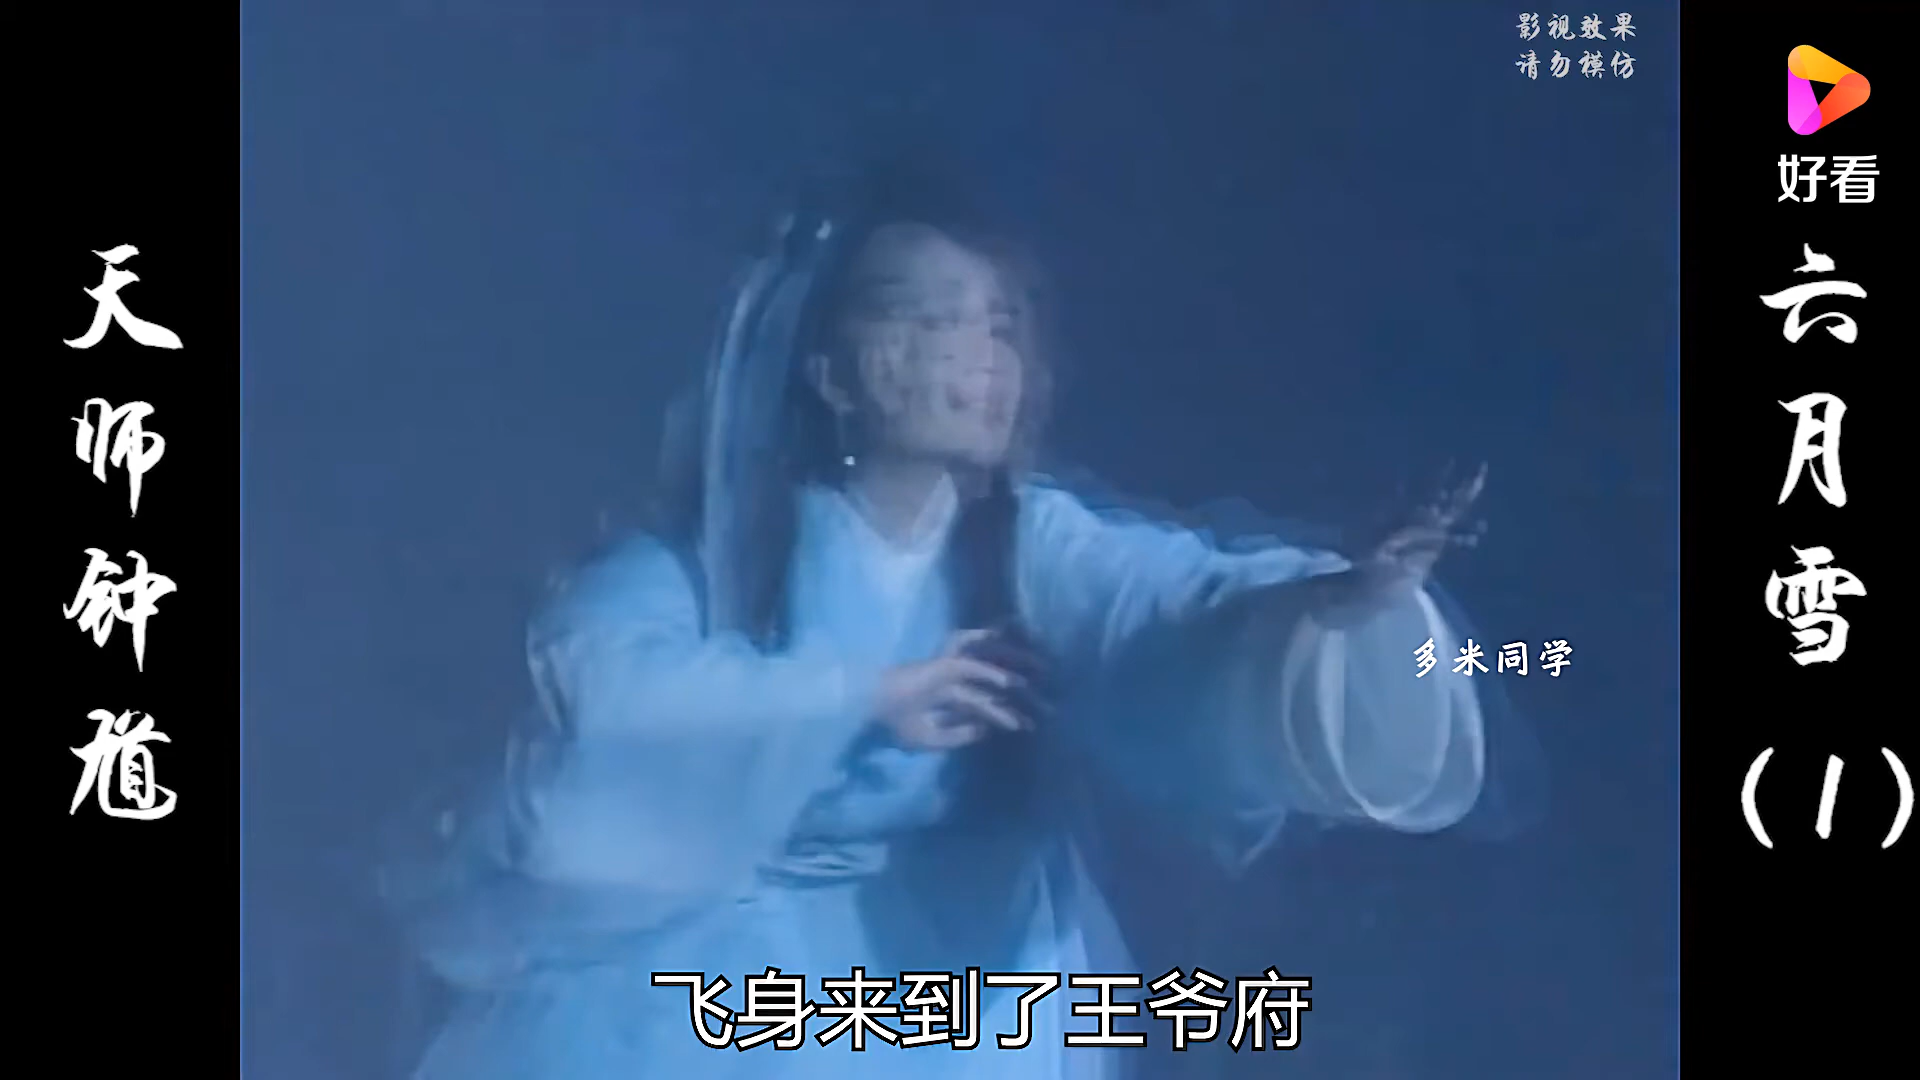 影视效果
请勿模仿
好看
天师钟馗
六月雪（1）
多米同学
飞身来到了王爷府